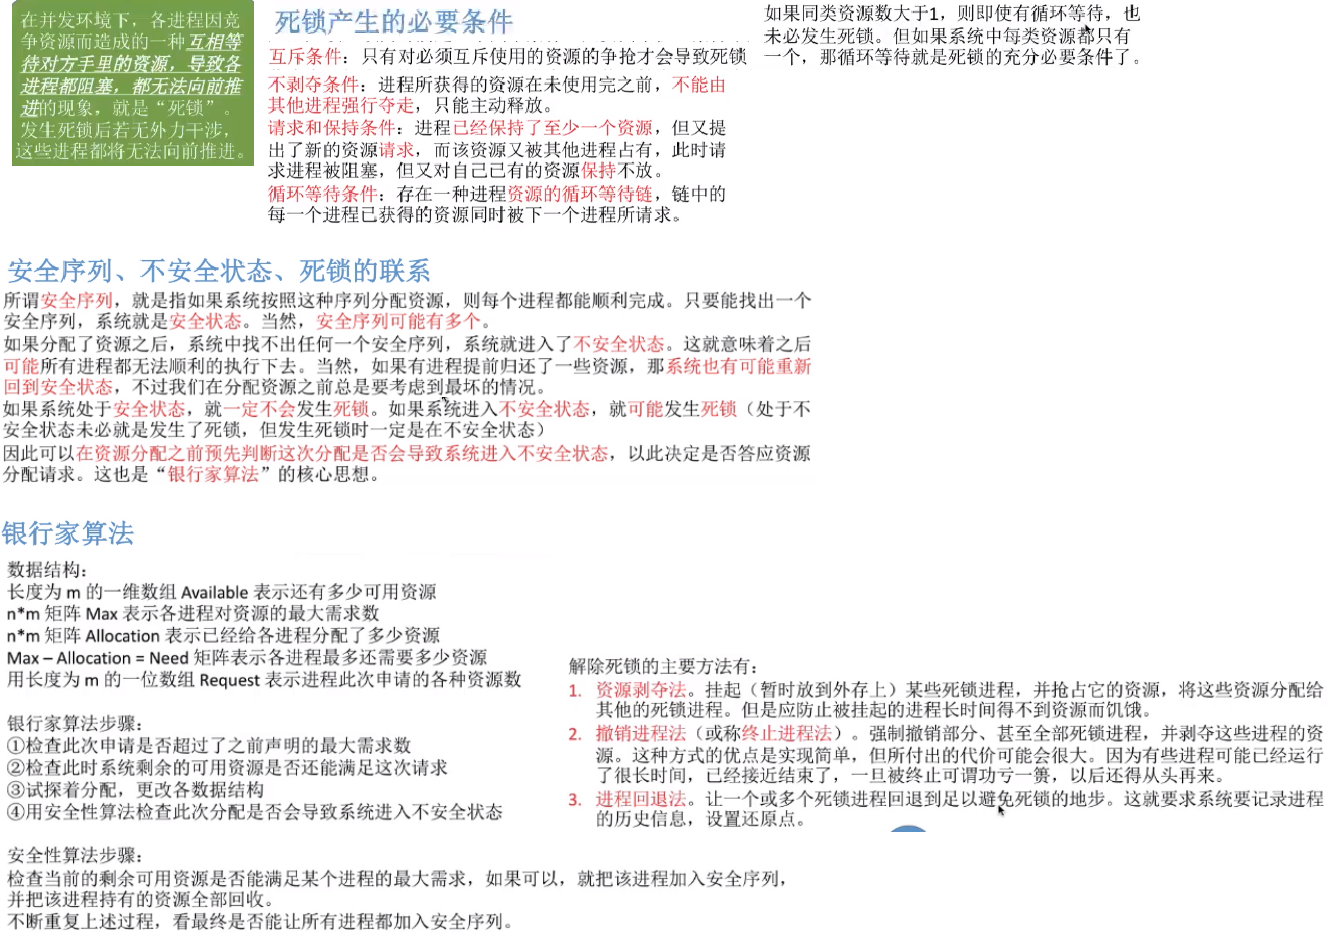 在并发环境下，各进程因竞
争资源而造成的一种互相等
待对方手里的资源，导致各
进程都阻塞，都无法向前推
进的现象，就是“死锁”。
发生死锁后若无外力干涉，
这些进程都将无法向前推进。
死锁产生的必要条件
互斥条件：只有对必须互斥使用的资源的争抢才会导致死锁
不剥夺条件：进程所获得的资源在未使用完之前，不能由
其他进程强行夺走，只能主动释放。
请求和保持条件：进程已经保持了至少一个资源，但又提
出了新的资源请求，而该资源又被其他进程占有，此时请
求进程被阻塞，但又对自己已有的资源保持不放。
循环等待条件：存在一种进程资源的循环等待链，链中的
每一个进程已获得的资源同时被下一个进程所请求。
如果同类资源数大于1，则即使有循环等待，也
未必发生死锁。但如果系统中每类资源都只有
一个，那循环等待就是死锁的充分必要条件了。
安全序列、不安全状态、死锁的联系
所谓安全序列，就是指如果系统按照这种序列分配资源，则每个进程都能顺利完成。只要能找出一个
安全序列，系统就是安全状态。当然，安全序列可能有多个。
如果分配了资源之后，系统中找不出任何一个安全序列，系统就进入了不安全状态。这就意味着之后
可能所有进程都无法顺利的执行下去。当然，如果有进程提前归还了一些资源，那系统也有可能重新
回到安全状态，不过我们在分配资源之前总是要考虑到最坏的情况。
如果系统处于安全状态，就一定不会发生死锁。如果系统进入不安全状态，就可能发生死锁（处于不
安全状态未必就是发生了死锁，但发生死锁时一定是在不安全状态）
因此可以在资源分配之前预先判断这次分配是否会导致系统进入不安全状态，以此决定是否答应资源
分配请求。这也是“银行家算法”的核心思想。
银行家算法
数据结构：
长度为 m 的一维数组 Available 表示还有多少可用资源
n*m 矩阵 Max 表示各进程对资源的最大需求数
n*m 矩阵 Allocation 表示已经给各进程分配了多少资源
Max – Allocation = Need 矩阵表示各进程最多还需要多少资源
用长度为 m 的一位数组 Request 表示进程此次申请的各种资源数
银行家算法步骤：
①检查此次申请是否超过了之前声明的最大需求数
②检查此时系统剩余的可用资源是否还能满足这次请求
③试探着分配，更改各数据结构
④用安全性算法检查此次分配是否会导致系统进入不安全状态
安全性算法步骤：
检查当前的剩余可用资源是否能满足某个进程的最大需求，如果可以，就把该进程加入安全序列，
并把该进程持有的资源全部回收。
不断重复上述过程，看最终是否能让所有进程都加入安全序列。
解除死锁的主要方法有：
1. 资源剥夺法。挂起（暂时放到外存上）某些死锁进程，并抢占它的资源，将这些资源分配给
其他的死锁进程。但是应防止被挂起的进程长时间得不到资源而饥饿。
2. 撤销进程法（或称终止进程法）。强制撤销部分、甚至全部死锁进程，并剥夺这些进程的资
源。这种方式的优点是实现简单，但所付出的代价可能会很大。因为有些进程可能已经运行
了很长时间，已经接近结束了，一旦被终止可谓功亏一篑，以后还得从头再来。
3. 进程回退法。让一个或多个死锁进程回退到足以避免死锁的地步。这就要求系统要记录进程
的历史信息，设置还原点。